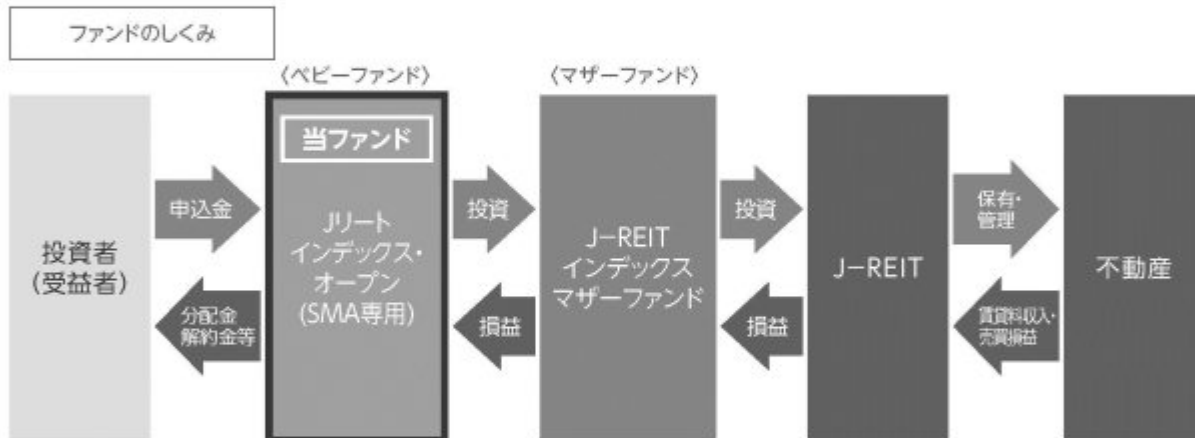 ファンドのしくみ
〈ベビーファンド〉
〈マザーファンド〉
投資者
(受益者)
申込金
分配金
解約金等
当ファンド
Jリート
インデックス・
オープン
(SMA専用)
投資
損益
J-REIT
インデックス
マザーファンド
投資
損益
J-REIT
保有・
管理
賃貸料収入・
売買損益
不動産